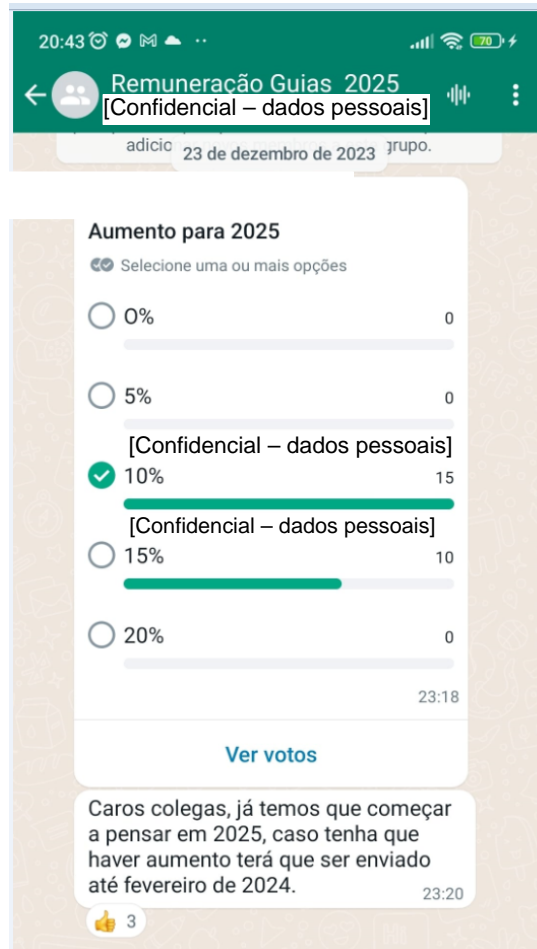 20:43
70
Remuneração Guias 2025
[Confidencial – dados pessoais]
adicio grupo.
23 de dezembro de 2023
Aumento para 2025
Selecione uma ou mais opções
O% 0
5% 0
[Confidencial – dados pessoais]
10% 15
[Confidencial – dados pessoais]
15% 10
20% 0
23:18
Ver votos
Caros colegas, já temos que começar
a pensar em 2025, caso tenha que
haver aumento terá que ser enviado
até fevereiro de 2024.
23:20
👍 3